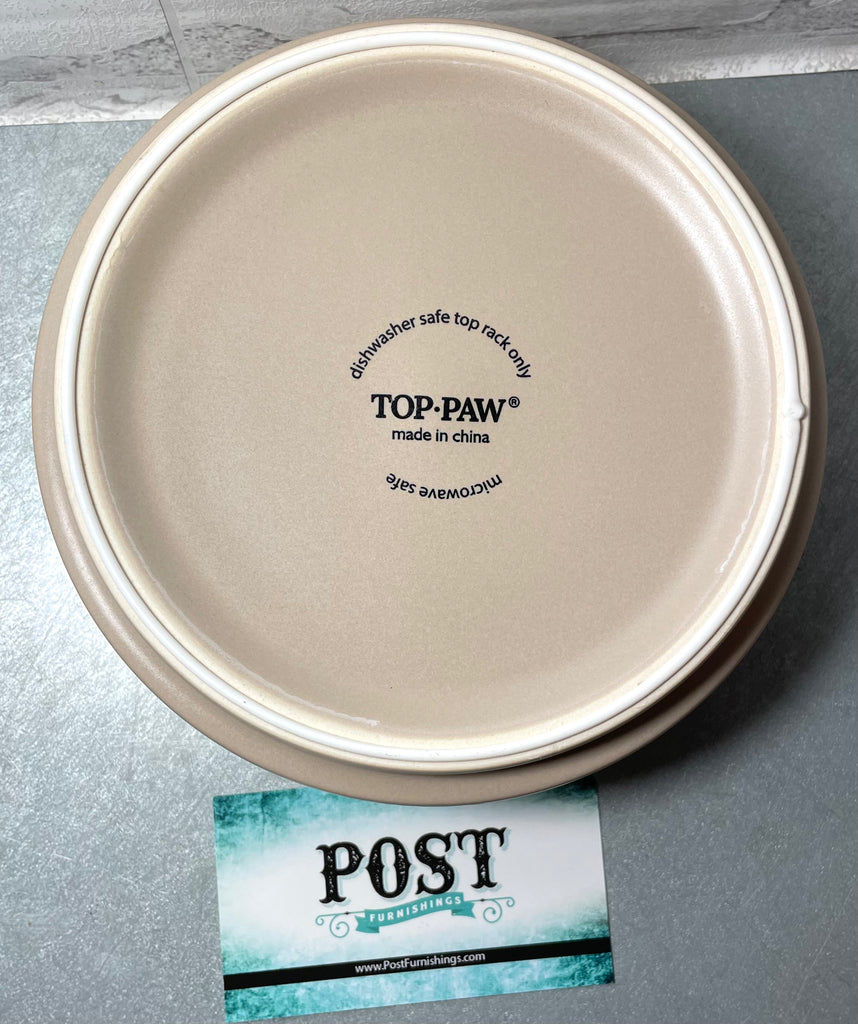 dishwasher safe top rack only
TOP·PAW®
made in china
microwave safe
POST
FURNISHINGS
www.PostFurnishings.com